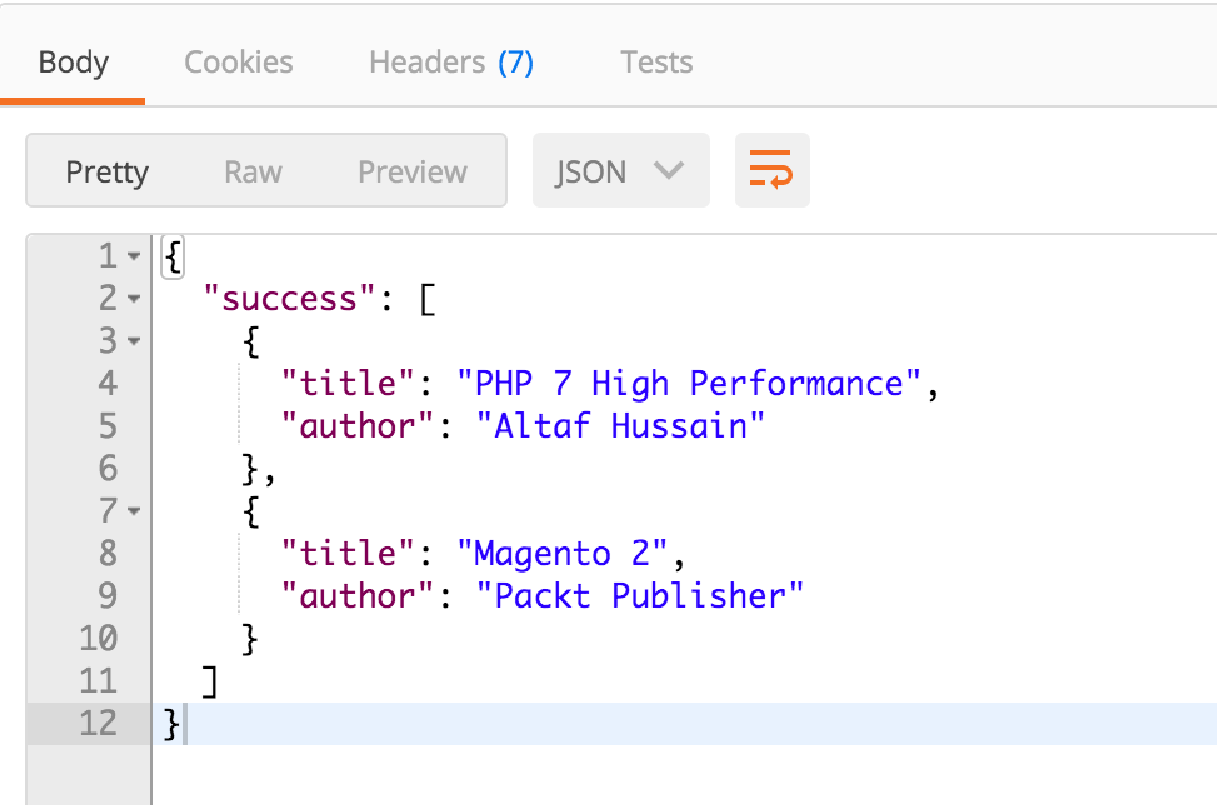 Body Cookies Headers (7) Tests
Pretty Raw Preview JSON
1 {
2 "success": [
3 {
4 "title": "PHP 7 High Performance",
5 "author": "Altaf Hussain"
6 },
7 {
8 "title": "Magento 2",
9 "author": "Packt Publisher"
10 }
11 ]
12 }